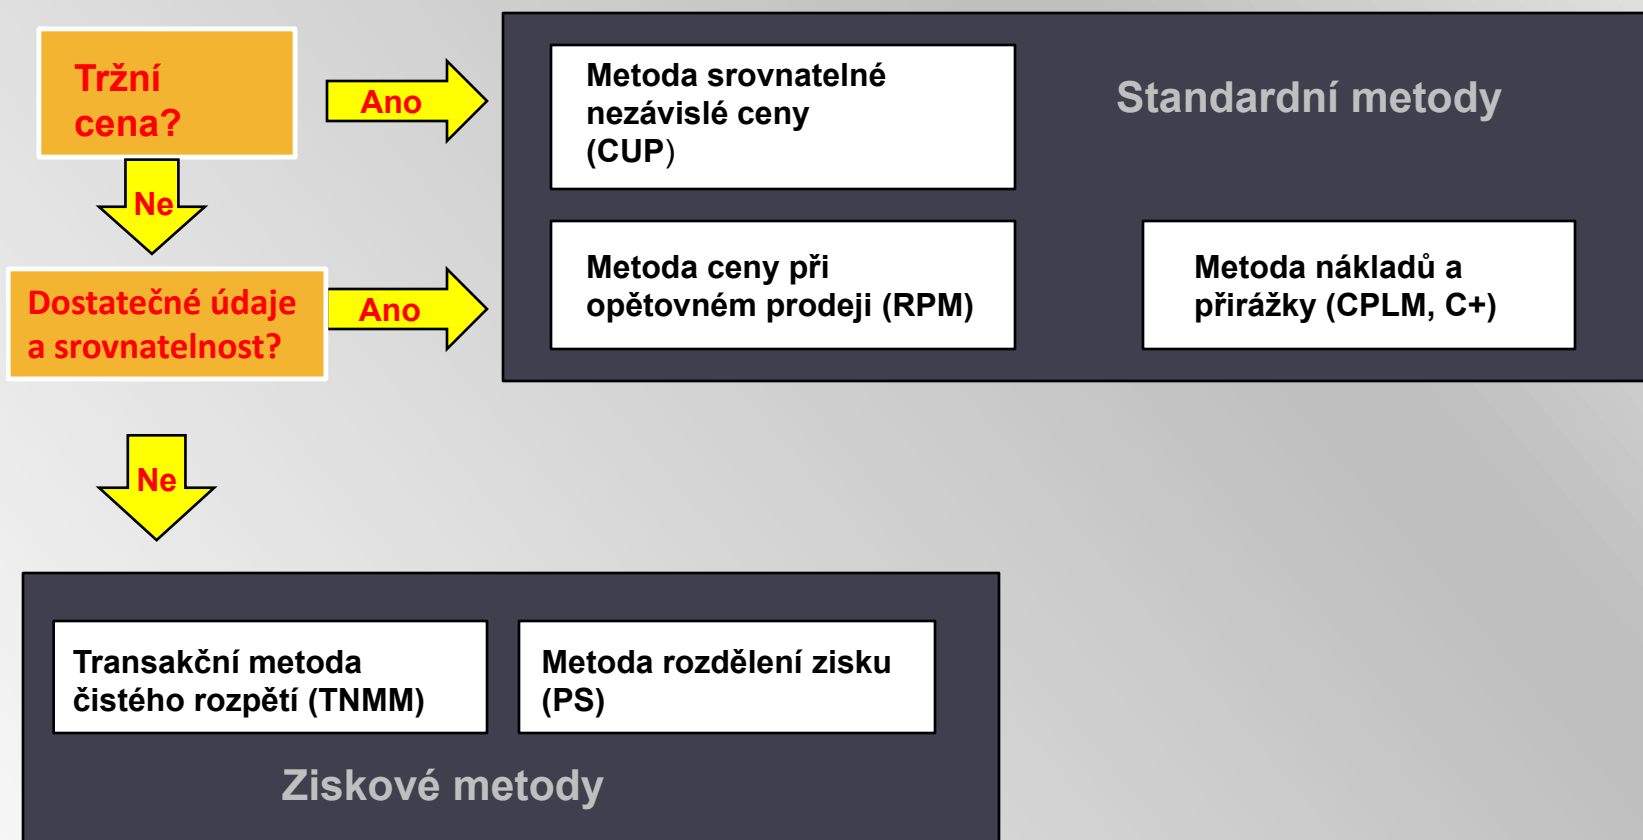 Tržní
cena?
Ano
Metoda srovnatelné
nezávislé ceny
(CUP)
Standardní metody
Ne
Dostatečné údaje
a srovnatelnost?
Ano
Metoda ceny při
opětovném prodeji (RPM)
Metoda nákladů a
přirážky (CPLM, C+)
Ne
Transakční metoda
čistého rozpětí (TNMM)
Metoda rozdělení zisku
(PS)
Ziskové metody